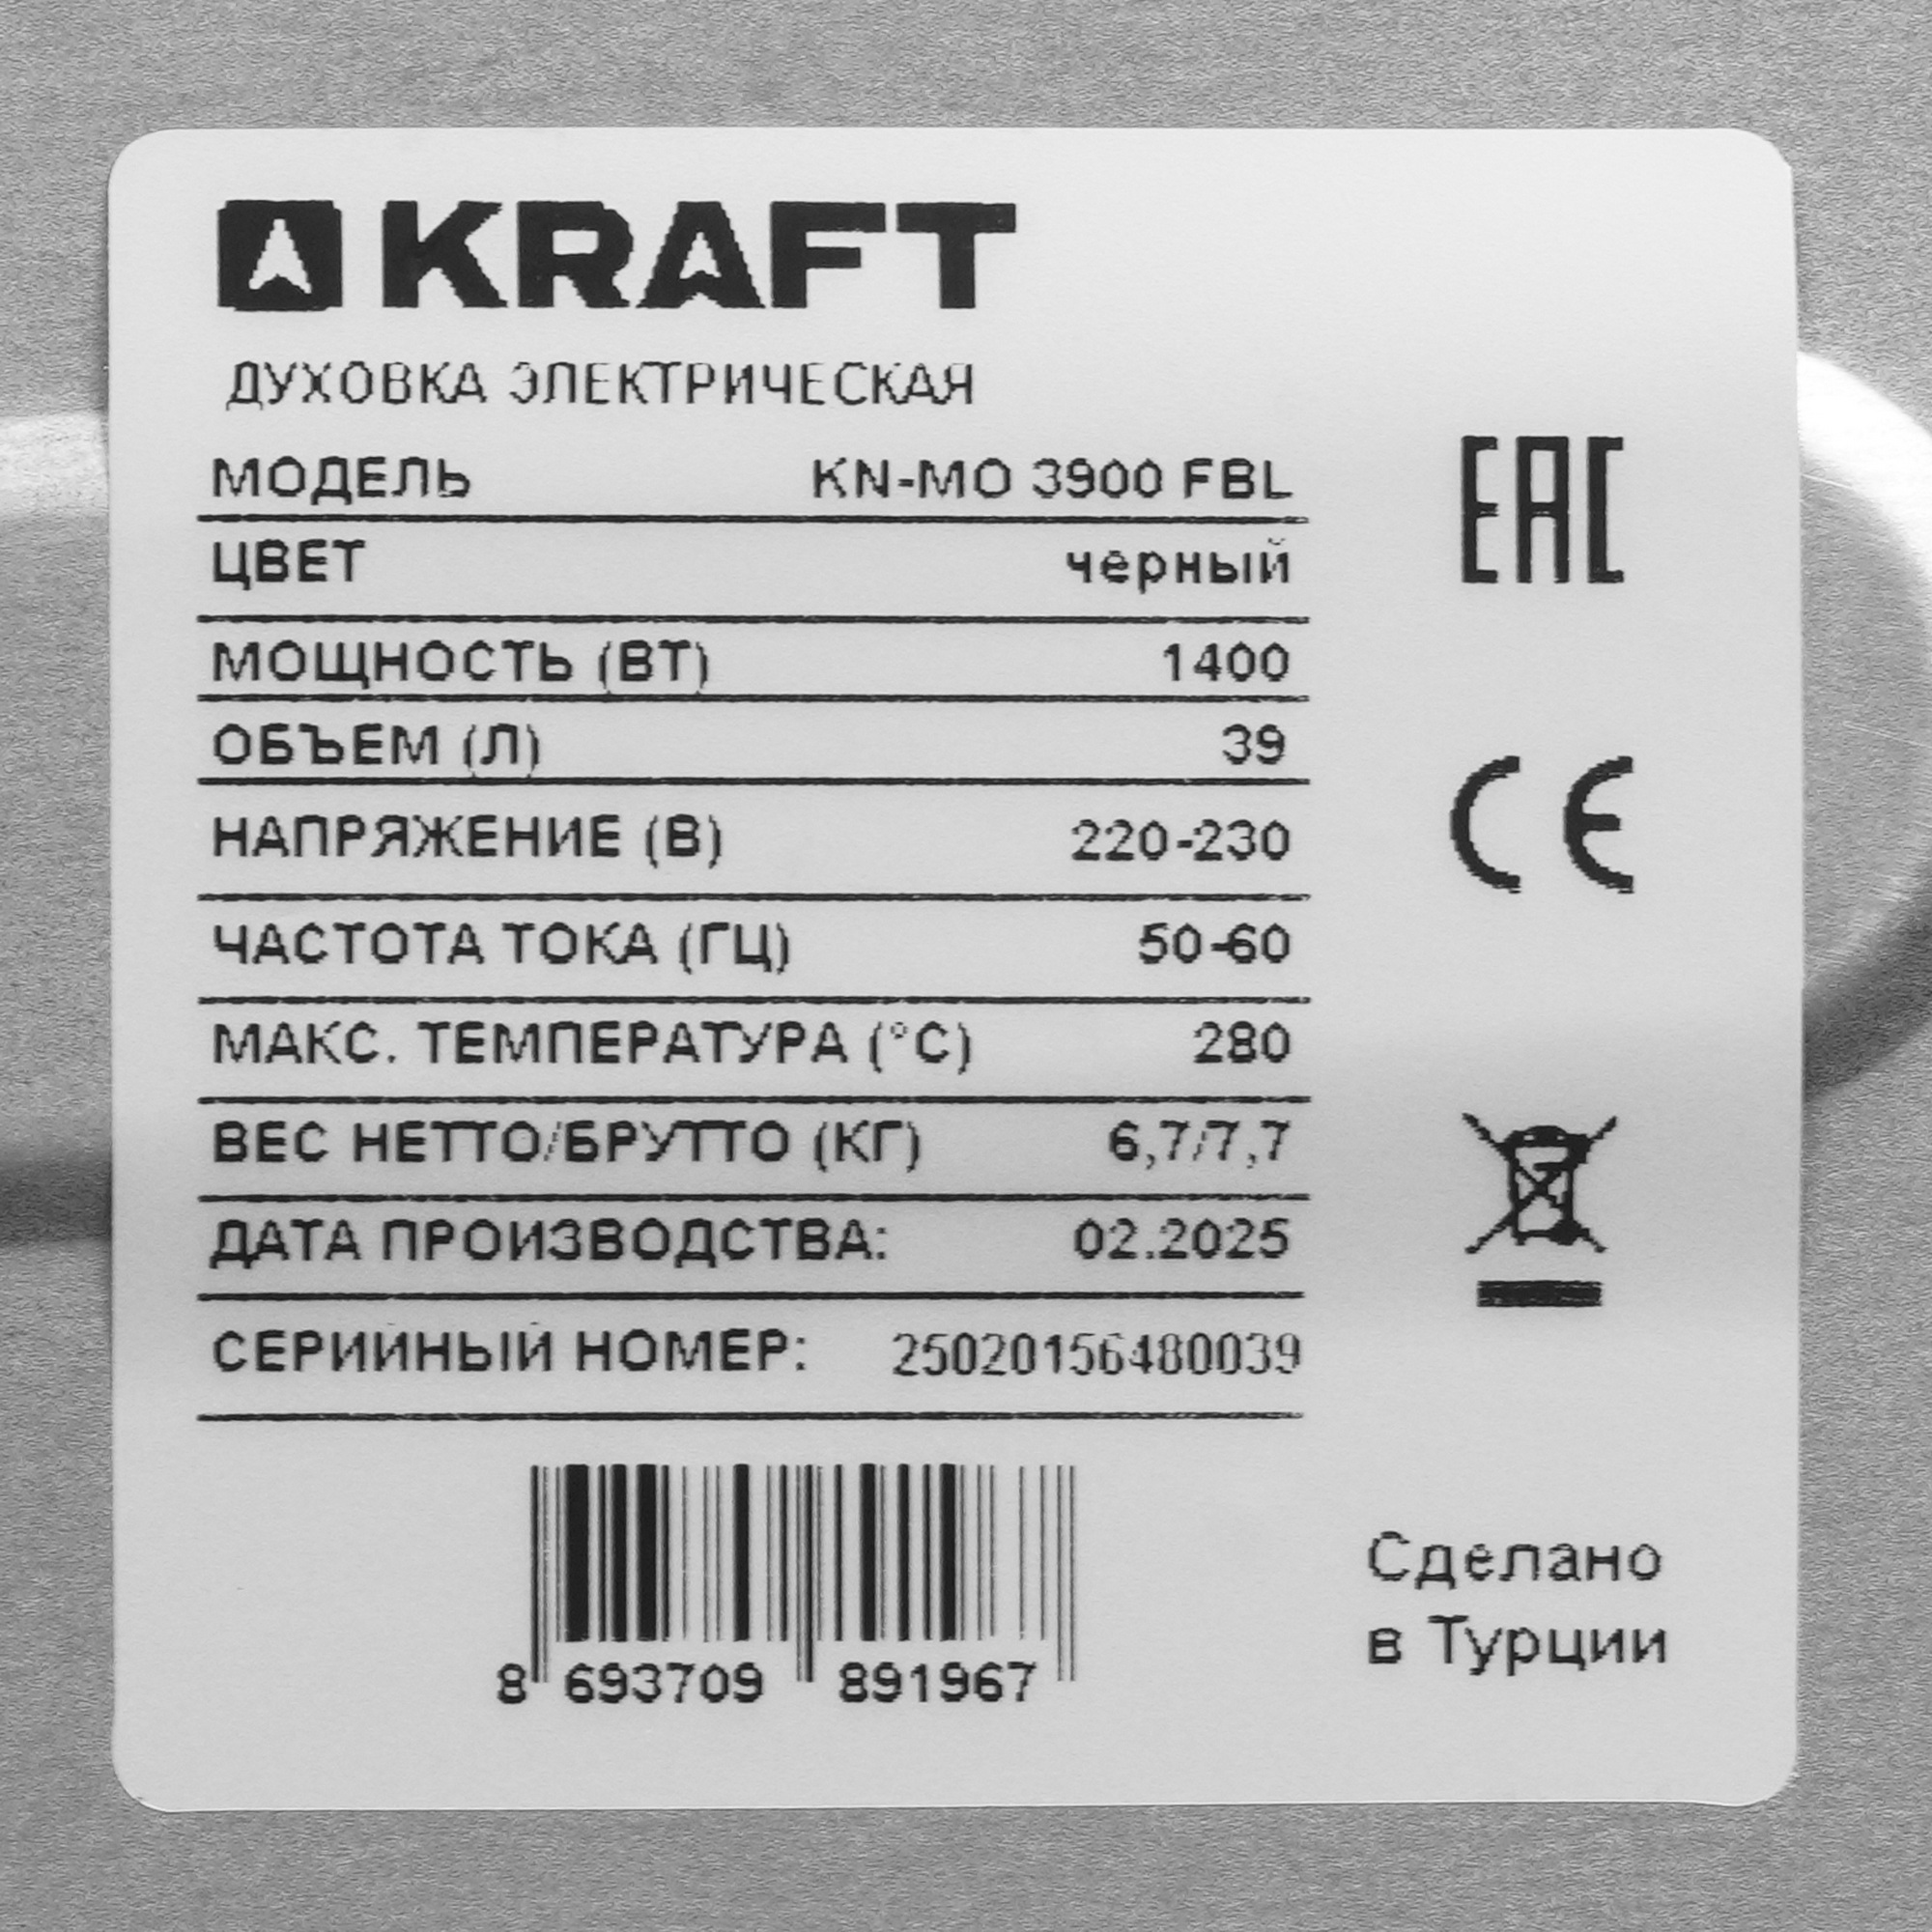 KRAFT
ДУХОВКА ЭЛЕКТРИЧЕСКАЯ
МОДЕЛЬ KN-MO 3900 FBL
ЦВЕТ черный
МОЩНОСТЬ (ВТ) 1400
ОБЪЕМ (Л) 39
НАПРЯЖЕНИЕ (В) 220-230
ЧАСТОТА ТОКА (ГЦ) 50-60
МАКС. ТЕМПЕРАТУРА (°C) 280
ВЕС НЕТТО/БРУТТО (КГ) 6,7/7,7
ДАТА ПРОИЗВОДСТВА: 02.2025
СЕРИЙНЫЙ НОМЕР: 25020156480039
8 693709 891967
EAC
CE
Сделано
в Турции